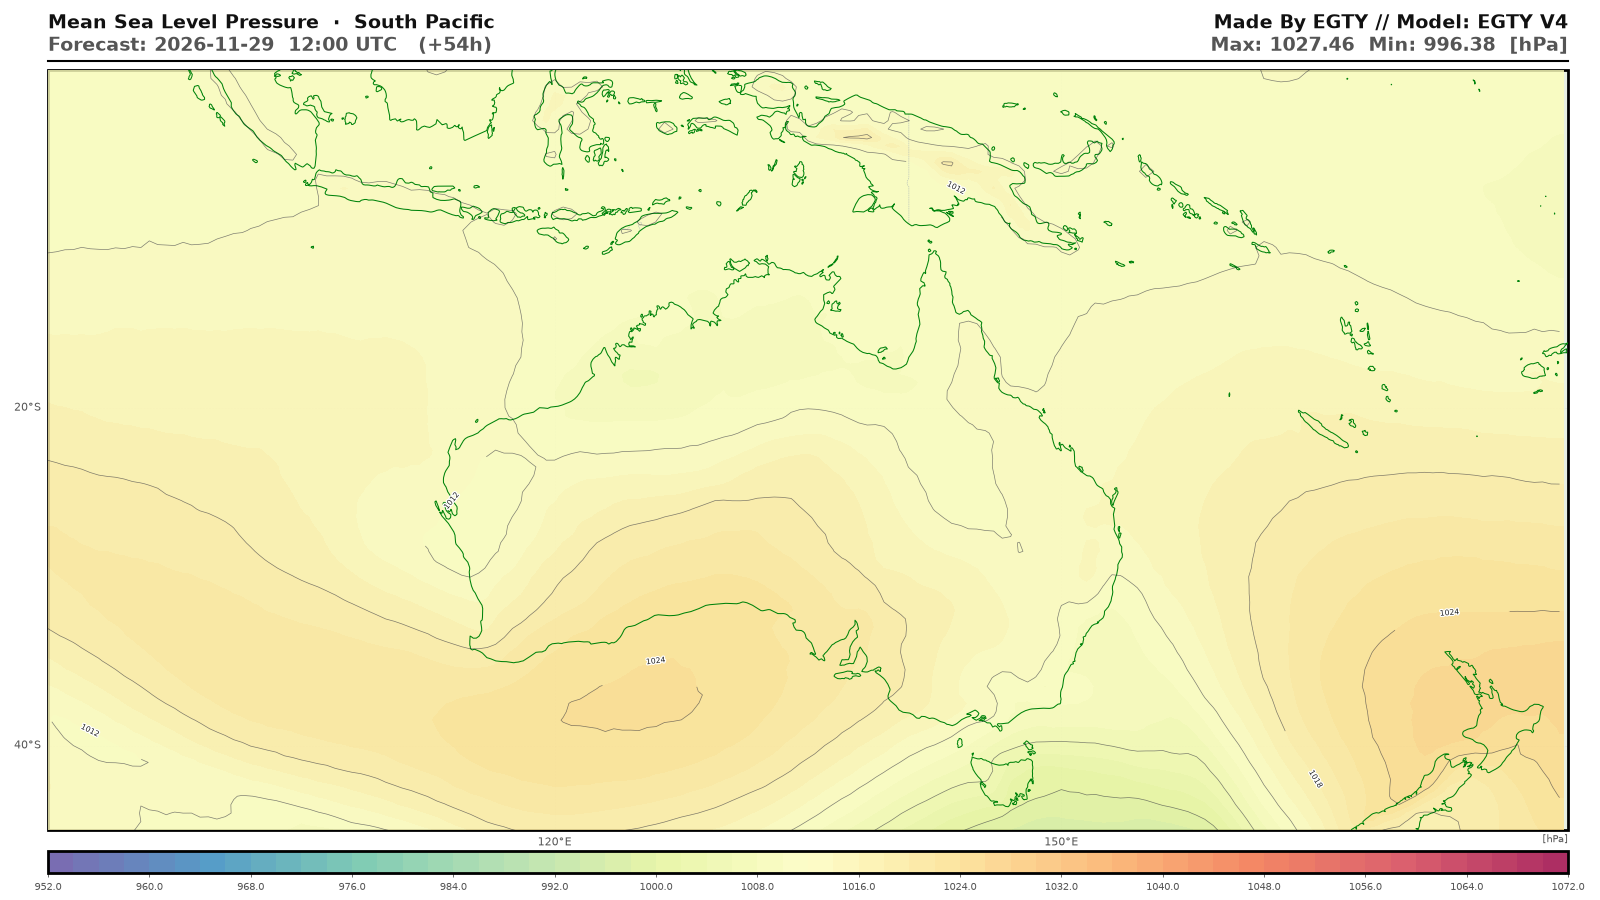 Mean Sea Level Pressure · South Pacific
Made By EGTY // Model: EGTY V4
Forecast: 2026-11-29 12:00 UTC (+54h)
Max: 1027.46 Min: 996.38 [hPa]
1012
20°S
1012
1024
1024
1012
40°S
1018
120°E
150°E
[hPa]
952.0 960.0 968.0 976.0 984.0 992.0 1000.0 1008.0 1016.0 1024.0 1032.0 1040.0 1048.0 1056.0 1064.0 1072.0